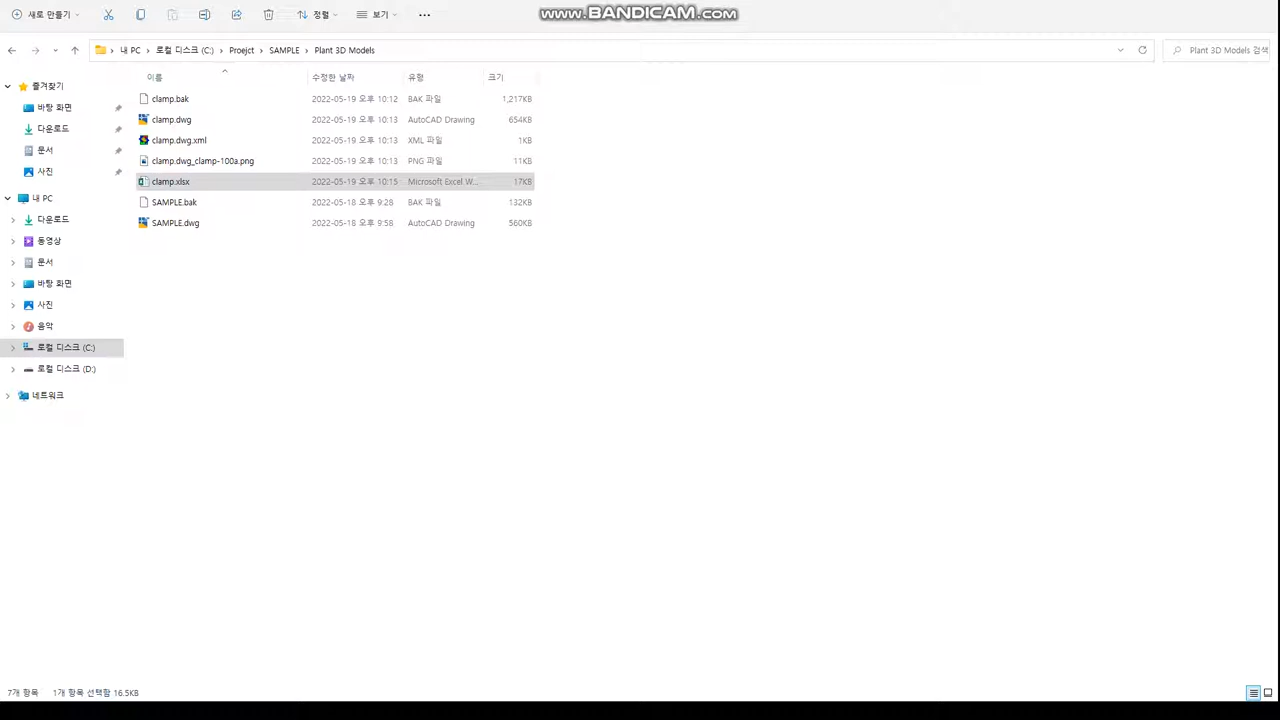 새로 만들기
정렬
보기
WWW.BANDICAM.COM
내 PC > 로컬 디스크 (C:) > Proejct > SAMPLE > Plant 3D Models
Plant 3D Models 검색
이름 수정한 날짜 유형 크기
즐겨찾기
바탕 화면
다운로드
문서
사진
내 PC
다운로드
동영상
문서
바탕 화면
사진
음악
로컬 디스크 (C:)
로컬 디스크 (D:)
네트워크
clamp.bak 2022-05-19 오후 10:12 BAK 파일 1,217KB
clamp.dwg 2022-05-19 오후 10:13 AutoCAD Drawing 654KB
clamp.dwg.xml 2022-05-19 오후 10:13 XML 파일 1KB
clamp.dwg_clamp-100a.png 2022-05-19 오후 10:13 PNG 파일 11KB
clamp.xlsx 2022-05-19 오후 10:15 Microsoft Excel W... 17KB
SAMPLE.bak 2022-05-18 오후 9:28 BAK 파일 132KB
SAMPLE.dwg 2022-05-18 오후 9:58 AutoCAD Drawing 560KB
7개 항목 1개 항목 선택함 16.5KB